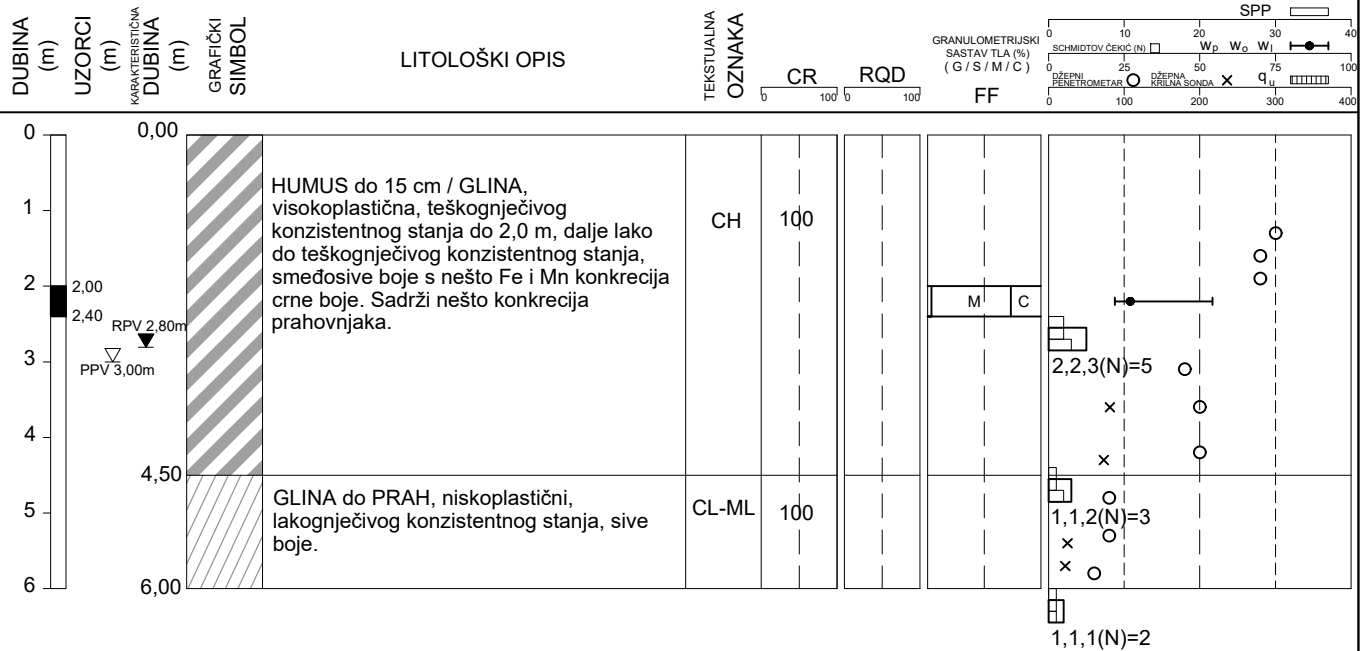 DUBINA
(m)
UZORCI
(m)
KARAKTERISTIČNA
DUBINA
(m)
GRAFIČKI
SIMBOL
LITOLOŠKI OPIS
TEKSTUALNA
OZNAKA
CR
0 100
RQD
0 100
GRANULOMETRIJSKI
SASTAV TLA (%)
( G / S / M / C )
FF
SPP
0 10 20 30 40
SCHMIDTOV ČEKIĆ (N) Wp Wo Wl
0 25 50 75 100
DŽEPNI
PENETROMETAR
DŽEPNA
KRILNA SONDA
qu
0 100 200 300 400
0
1
2
3
4
5
6
2,00
2,40
RPV 2,80m
PPV 3,00m
0,00
4,50
6,00
HUMUS do 15 cm / GLINA,
visokoplastična, teškognječivog
konzistentnog stanja do 2,0 m, dalje lako
do teškognječivog konzistentnog stanja,
smeđosive boje s nešto Fe i Mn konkrecija
crne boje. Sadrži nešto konkrecija
prahovnjaka.
CH
100
M C
2,2,3(N)=5
GLINA do PRAH, niskoplastični,
lakognječivog konzistentnog stanja, sive
boje.
CL-ML
100
1,1,2(N)=3
1,1,1(N)=2